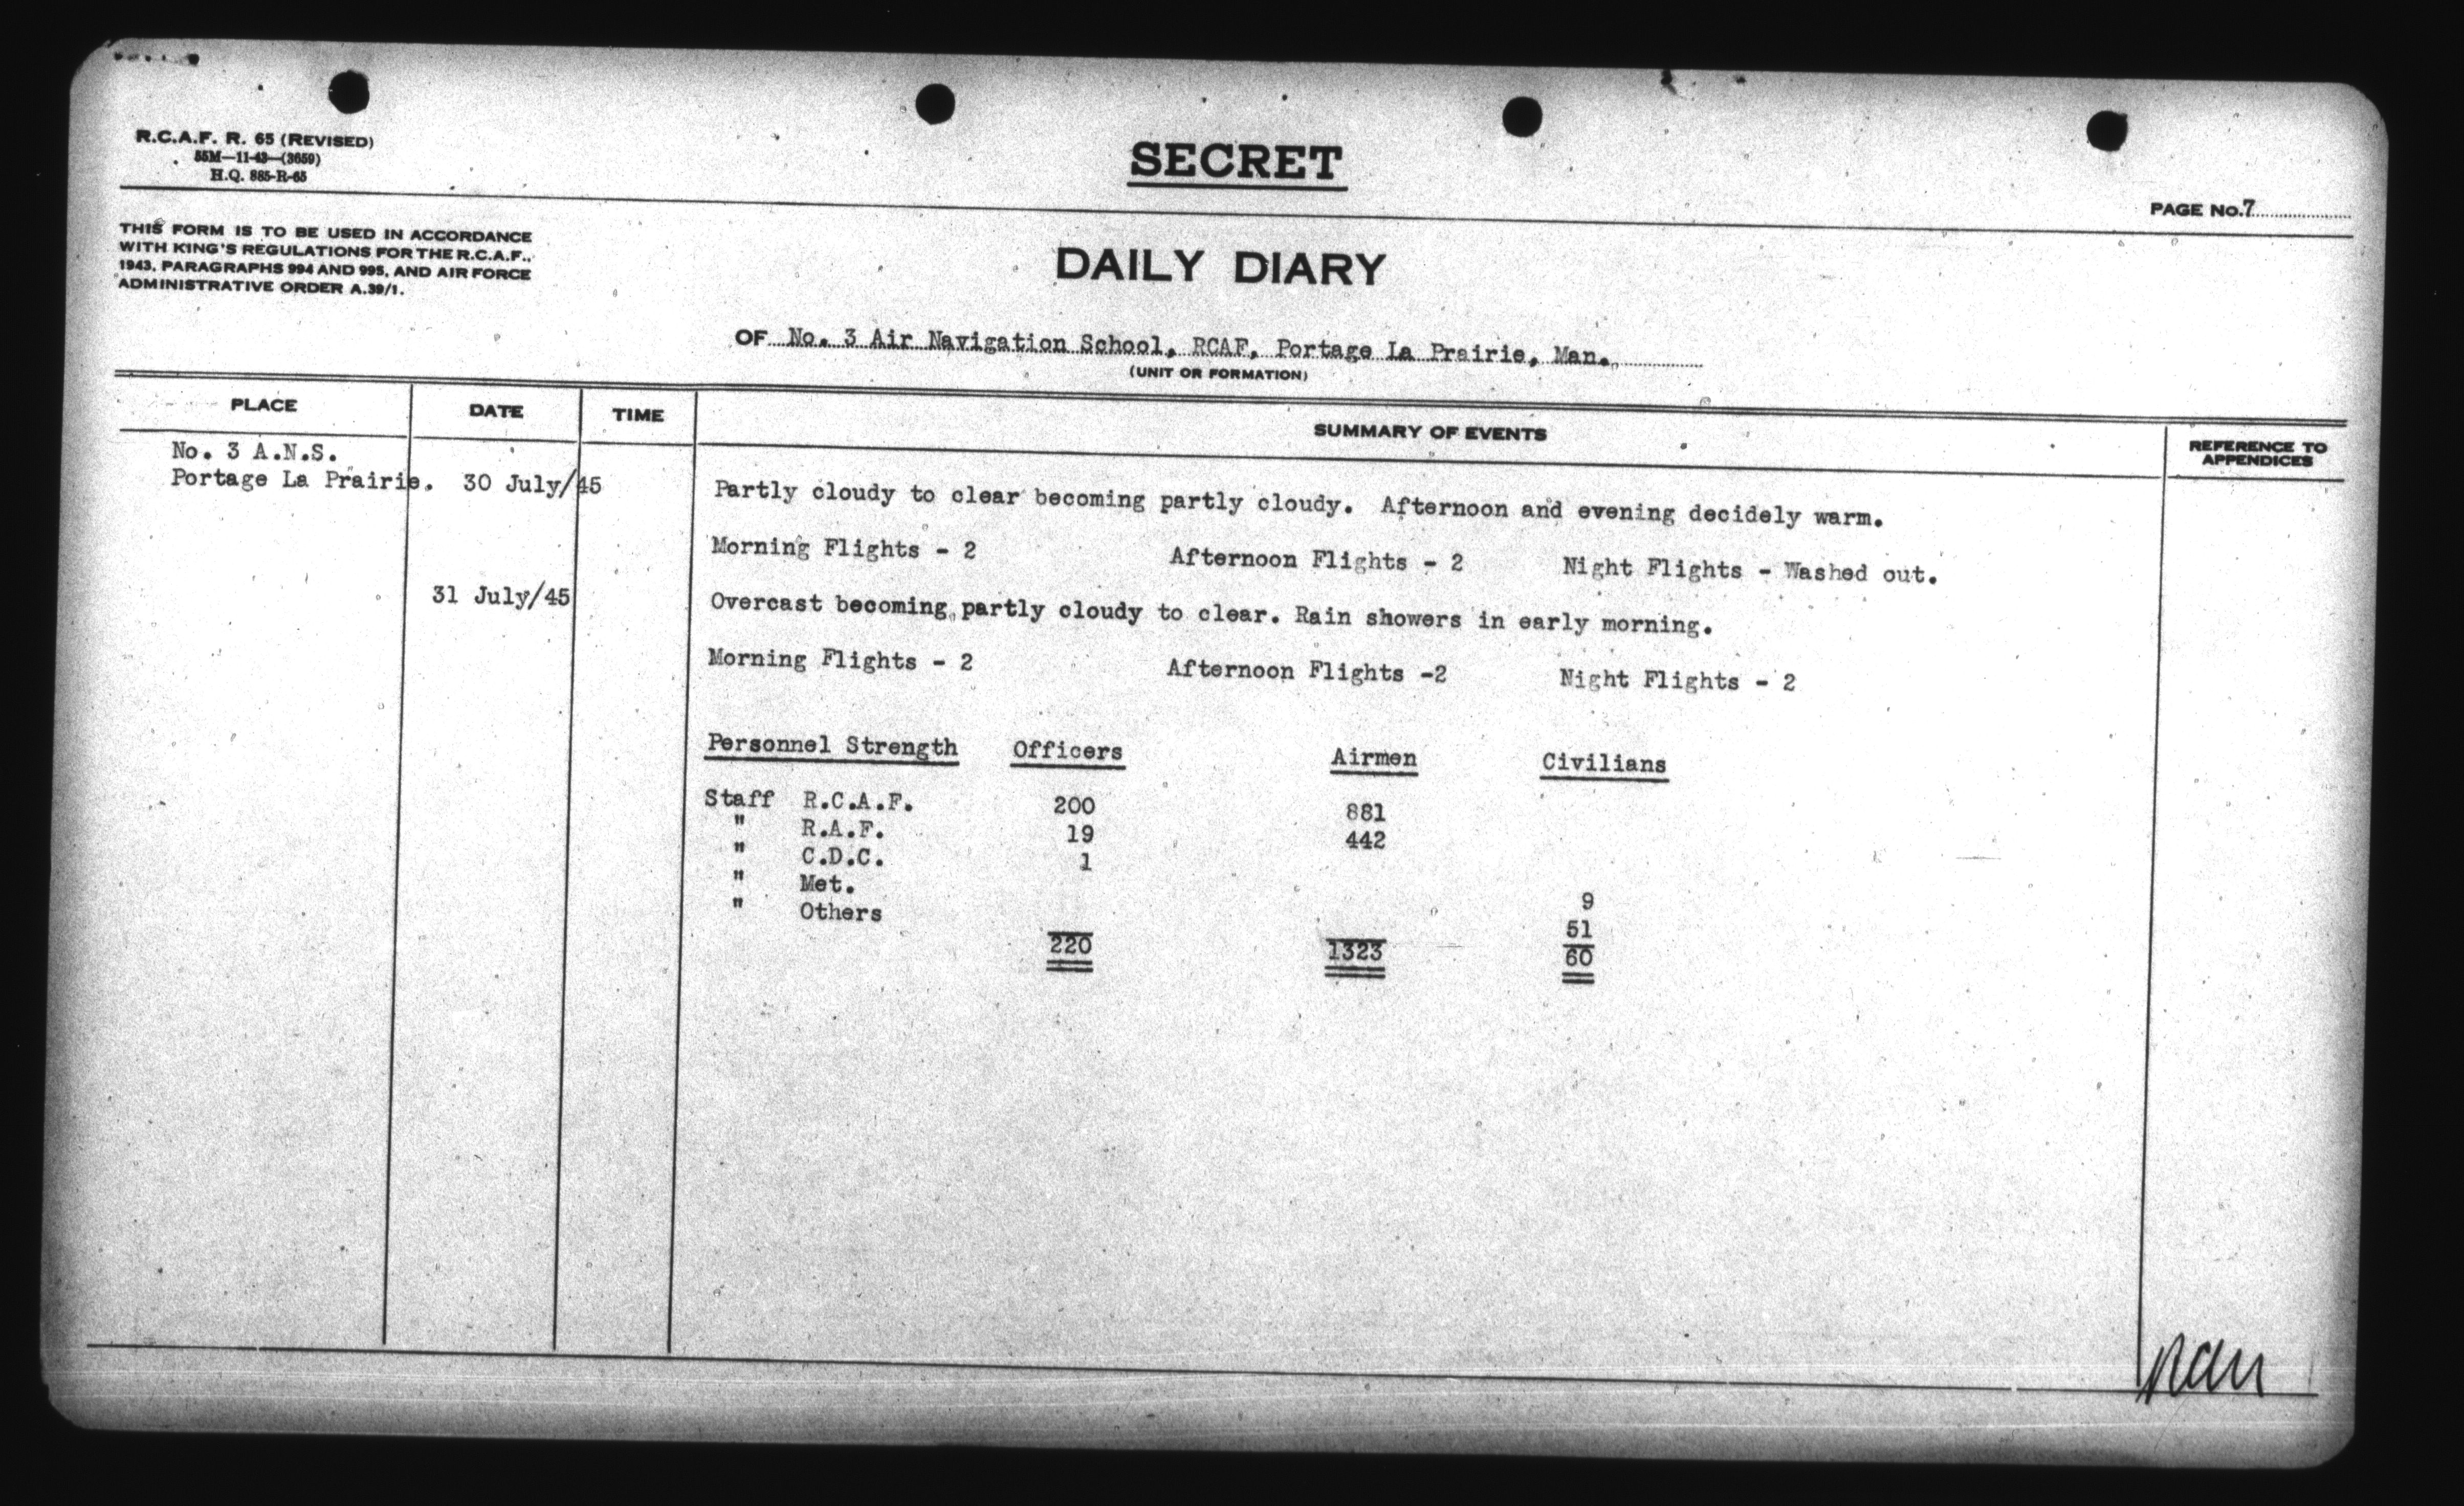 R.C.A.F. R. 65 (REVISED)
55M—11-43—(3659)
H.Q. 885-R-65
SECRET
PAGE No.7
THIS FORM IS TO BE USED IN ACCORDANCE
WITH KING'S REGULATIONS FOR THE R.C.A.F.,
1943, PARAGRAPHS 994 AND 995, AND AIR FORCE
ADMINISTRATIVE ORDER A.39/1.
DAILY DIARY
OF No. 3 Air Navigation School, RCAF, Portage La Prairie, Man.
(UNIT OR FORMATION)
PLACE DATE TIME SUMMARY OF EVENTS REFERENCE TO APPENDICES
No. 3 A.N.S.
Portage La Prairie. 30 July/45 Partly cloudy to clear becoming partly cloudy. Afternoon and evening decidely warm.
Morning Flights - 2 Afternoon Flights - 2 Night Flights - Washed out.
31 July/45 Overcast becoming partly cloudy to clear. Rain showers in early morning.
Morning Flights - 2 Afternoon Flights -2 Night Flights - 2
Personnel Strength Officers Airmen Civilians
Staff R.C.A.F. 200 881
" R.A.F. 19 442
" C.D.C. 1
" Met. 9
" Others 51
220 1323 60